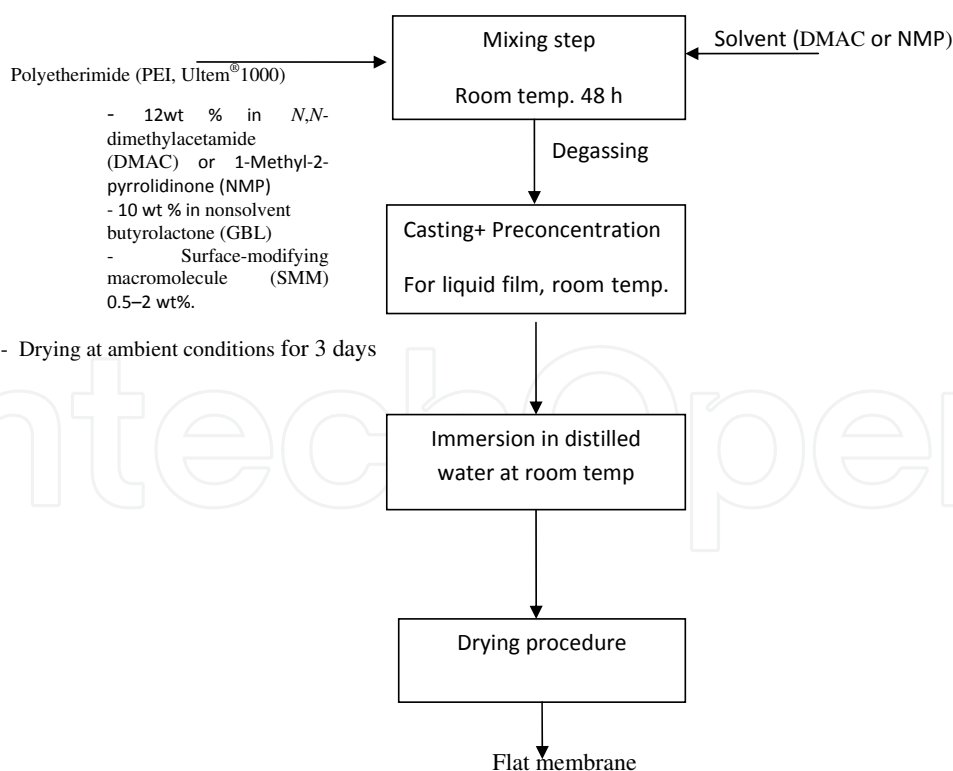 Mixing step
Room temp. 48 h
Solvent (DMAC or NMP)
Polyetherimide (PEI, Ultem®1000)
- 12wt % in N,N-
dimethylacetamide
(DMAC) or 1-Methyl-2-
pyrrolidinone (NMP)
- 10 wt % in nonsolvent
butyrolactone (GBL)
- Surface-modifying
macromolecule (SMM)
0.5–2 wt%.
Degassing
Casting+ Preconcentration
For liquid film, room temp.
- Drying at ambient conditions for 3 days
Immersion in distilled
water at room temp
Drying procedure
Flat membrane
ntechOpen